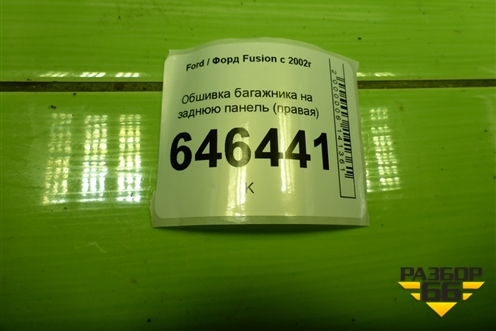 Ford / Форд Fusion с 2002г
Обшивка багажника на
заднюю панель (правая)
646441
К
РАЗБОР
66